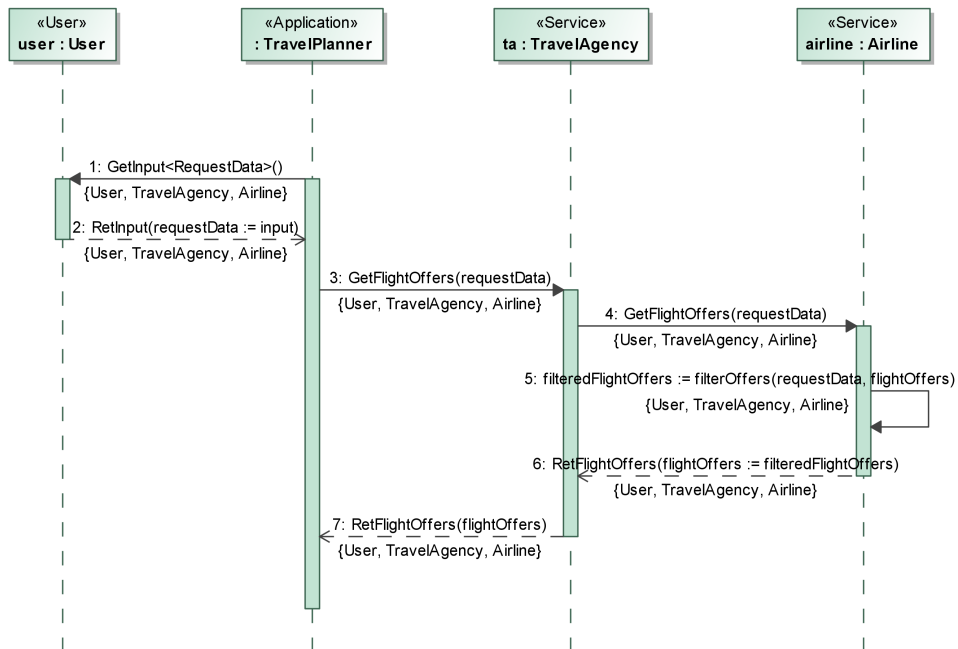 «User»
user : User
«Application»
: TravelPlanner
«Service»
ta : TravelAgency
«Service»
airline : Airline
1: GetInput<RequestData>()
{User, TravelAgency, Airline}
2: RetInput(requestData := input)
{User, TravelAgency, Airline}
3: GetFlightOffers(requestData)
{User, TravelAgency, Airline}
4: GetFlightOffers(requestData)
{User, TravelAgency, Airline}
5: filteredFlightOffers := filterOffers(requestData, flightOffers)
{User, TravelAgency, Airline}
6: RetFlightOffers(flightOffers := filteredFlightOffers)
{User, TravelAgency, Airline}
7: RetFlightOffers(flightOffers)
{User, TravelAgency, Airline}